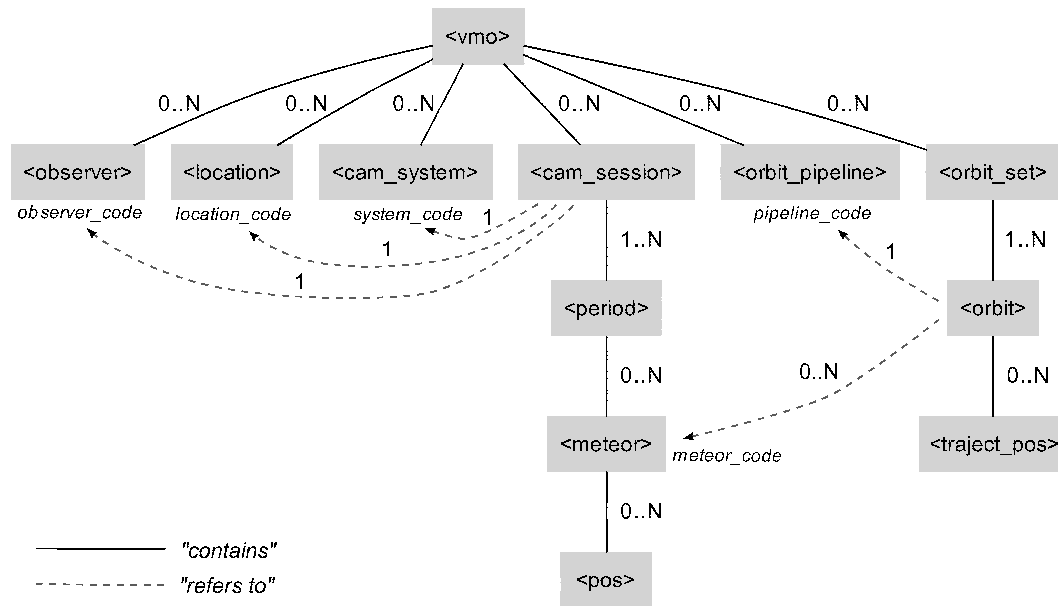 <vmo>
0..N 0..N 0..N 0..N 0..N 0..N
<observer> <location> <cam_system> <cam_session> <orbit_pipeline> <orbit_set>
observer_code location_code system_code pipeline_code
1
1
1
1..N
1
1..N
<period> <orbit>
0..N
0..N
0..N
<meteor> <traject_pos>
meteor_code
0..N
"contains"
<pos>
"refers to"